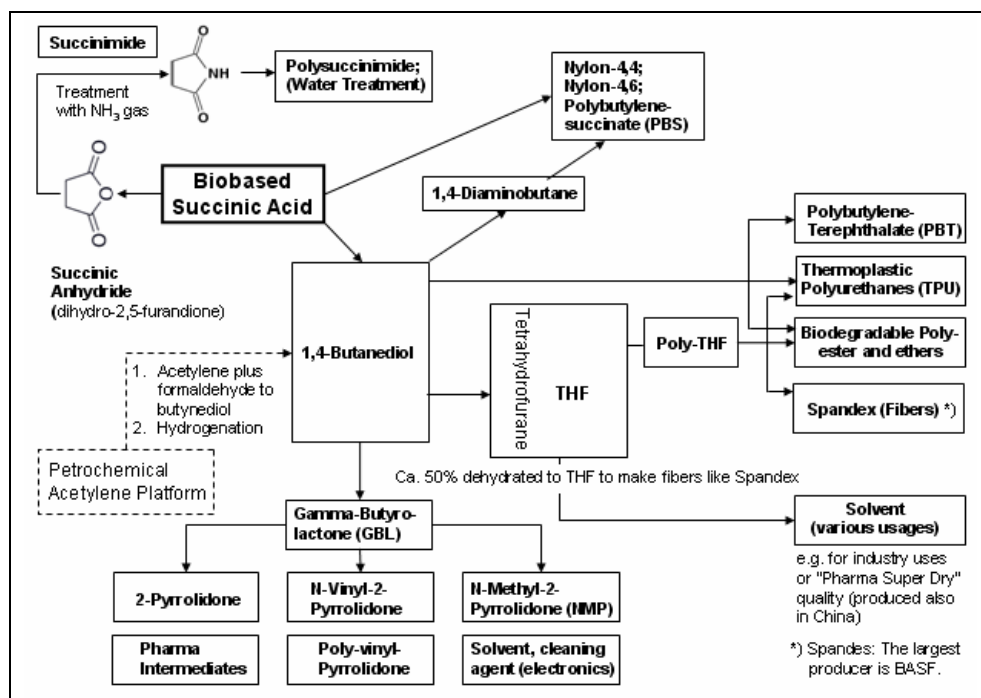 Succinimide
O
NH
O
Polysuccinimide;
(Water Treatment)
Nylon-4,4;
Nylon-4,6;
Polybutylene-
succinate (PBS)
Treatment
with NH3 gas
O
O
O
Biobased
Succinic Acid
1,4-Diaminobutane
Polybutylene-
Terephthalate (PBT)
Succinic
Anhydride
(dihydro-2,5-furandione)
Thermoplastic
Polyurethanes (TPU)
1,4-Butanediol
Tetrahydrofurane
THF
Poly-THF
Biodegradable Poly-
ester and ethers
1. Acetylene plus
formaldehyde to
butynediol
2. Hydrogenation
Spandex (Fibers) *)
Petrochemical
Acetylene Platform
Ca. 50% dehydrated to THF to make fibers like Spandex
Gamma-Butyro-
lactone (GBL)
Solvent
(various usages)
e.g. for industry uses
or "Pharma Super Dry"
quality (produced also
in China)
2-Pyrrolidone
N-Vinyl-2-
Pyrrolidone
N-Methyl-2-
Pyrrolidone (NMP)
Pharma
Intermediates
Poly-vinyl-
Pyrrolidone
Solvent, cleaning
agent (electronics)
*) Spandes: The largest
producer is BASF.